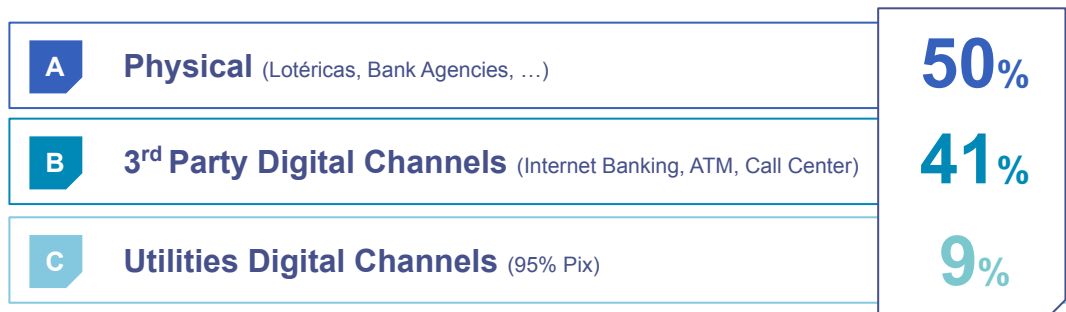 A Physical (Lotéricas, Bank Agencies, …) 50%
B 3rd Party Digital Channels (Internet Banking, ATM, Call Center) 41%
C Utilities Digital Channels (95% Pix) 9%